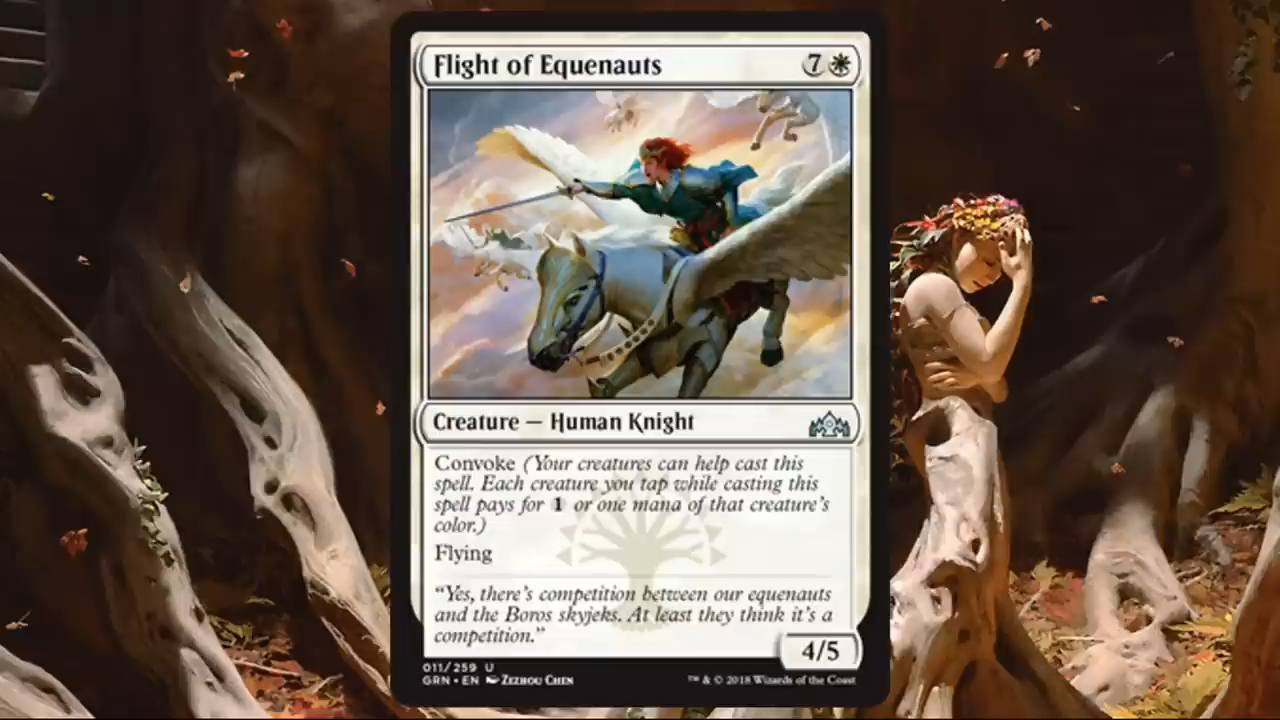 Flight of Equenauts 7
Creature — Human Knight
Convoke (Your creatures can help cast this
spell. Each creature you tap while casting this
spell pays for 1 or one mana of that creature's
color.)
Flying
"Yes, there's competition between our equenauts
and the Boros skyjeks. At least they think it's a
competition."
4/5
011/259 U
GRN • EN Zezhou Chen
™ & © 2018 Wizards of the Coast